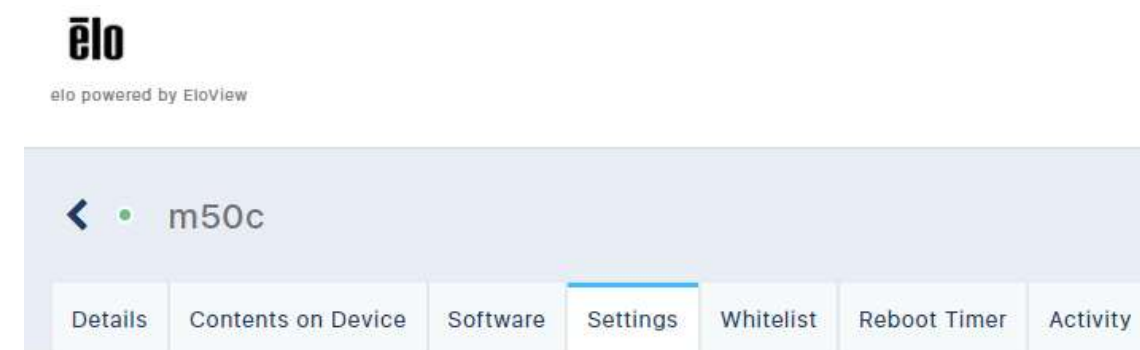 ēlo
elo powered by EloView
m50c
Details Contents on Device Software Settings Whitelist Reboot Timer Activity